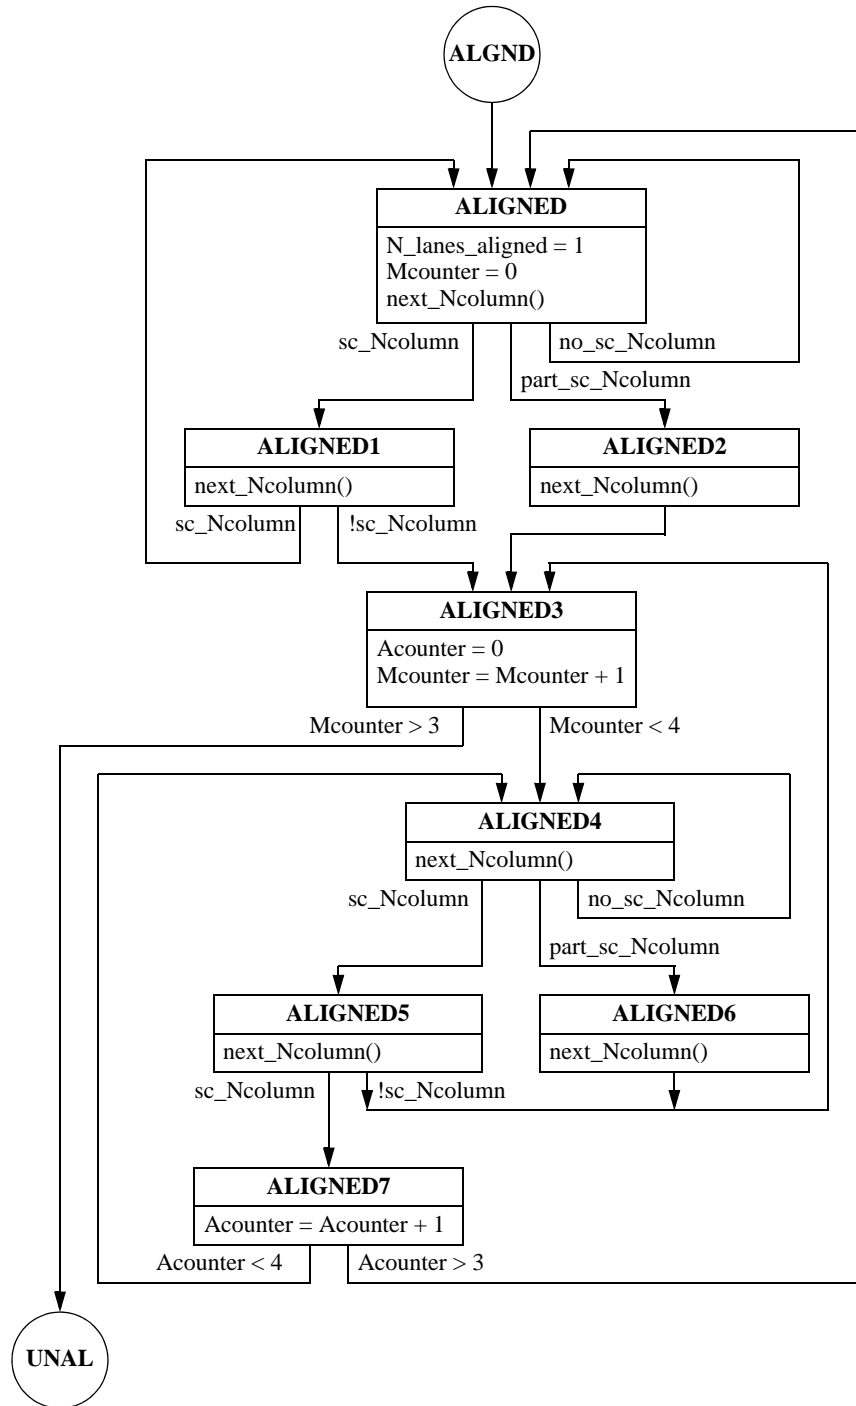 ALGND
ALIGNED
N_lanes_aligned = 1
Mcounter = 0
next_Ncolumn()
sc_Ncolumn
no_sc_Ncolumn
part_sc_Ncolumn
ALIGNED1
next_Ncolumn()
ALIGNED2
next_Ncolumn()
sc_Ncolumn
!sc_Ncolumn
ALIGNED3
Acounter = 0
Mcounter = Mcounter + 1
Mcounter > 3
Mcounter < 4
ALIGNED4
next_Ncolumn()
sc_Ncolumn
no_sc_Ncolumn
part_sc_Ncolumn
ALIGNED5
next_Ncolumn()
ALIGNED6
next_Ncolumn()
sc_Ncolumn
!sc_Ncolumn
ALIGNED7
Acounter = Acounter + 1
Acounter < 4
Acounter > 3
UNAL